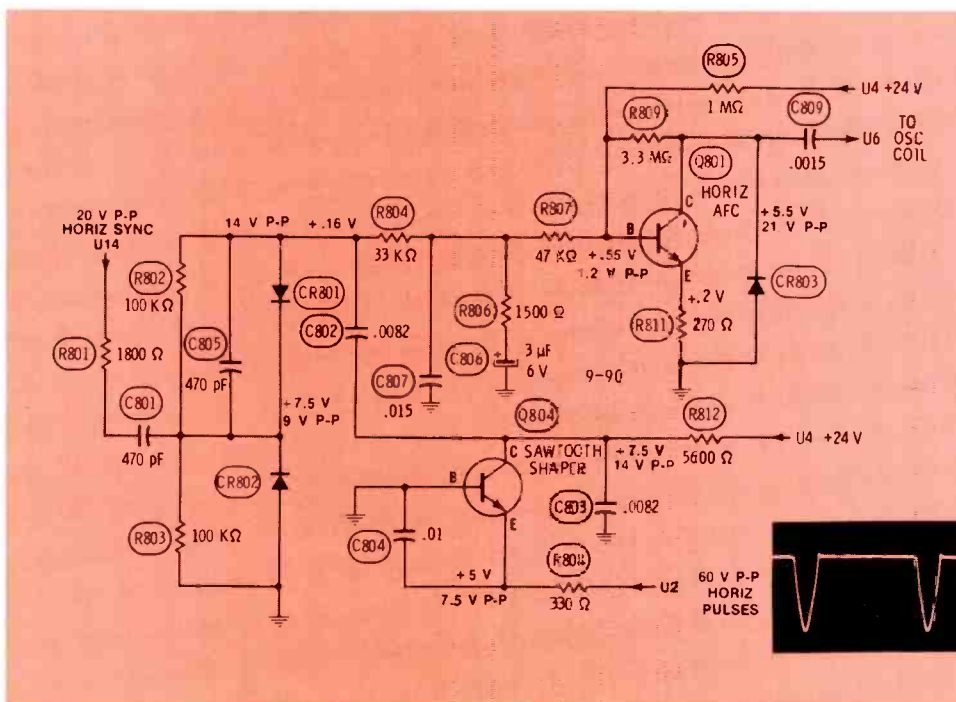 R805
U4 +24 V
1 MΩ
C809
R809
U6
TO
OSC
COIL
3.3 MΩ
.0015
Q801
HORIZ
AFC
20 V P-P
HORIZ SYNC
U14
14 V P-P
+.16 V
R804
33 KΩ
R807
47 KΩ
B
C
E
+.55 V
1.2 V P-P
+5.5 V
21 V P-P
CR803
R802
100 KΩ
CR801
C802
.0082
R806
1500 Ω
+.2 V
R811
270 Ω
R801
1800 Ω
C805
470 pF
C806
+
3 µF
6 V
9-90
C807
.015
C801
470 pF
+7.5 V
9 V P-P
Q804
C SAWTOOTH
SHAPER
R812
U4 +24 V
5600 Ω
+7.5 V
14 V P-P
CR802
B
E
C803
.0082
R803
100 KΩ
C804
.01
+5 V
7.5 V P-P
330 Ω
U2
60 V P-P
HORIZ
PULSES